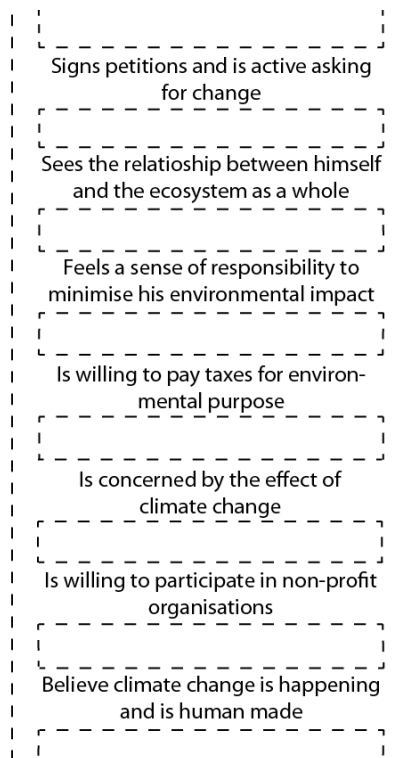 Signs petitions and is active asking
for change
Sees the relatioship between himself
and the ecosystem as a whole
Feels a sense of responsibility to
minimise his environmental impact
Is willing to pay taxes for environ-
mental purpose
Is concerned by the effect of
climate change
Is willing to participate in non-profit
organisations
Believe climate change is happening
and is human made